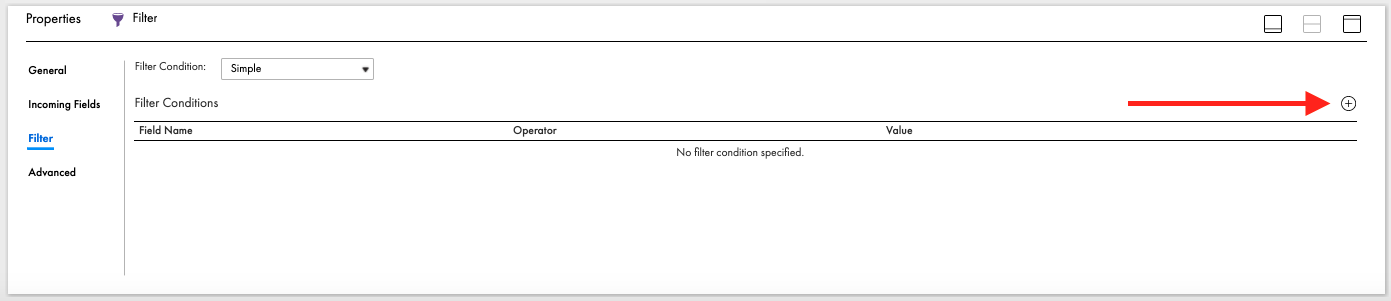 Properties Filter
General
Incoming Fields
Filter
Advanced
Filter Condition: Simple
Filter Conditions
Field Name Operator Value
No filter condition specified.